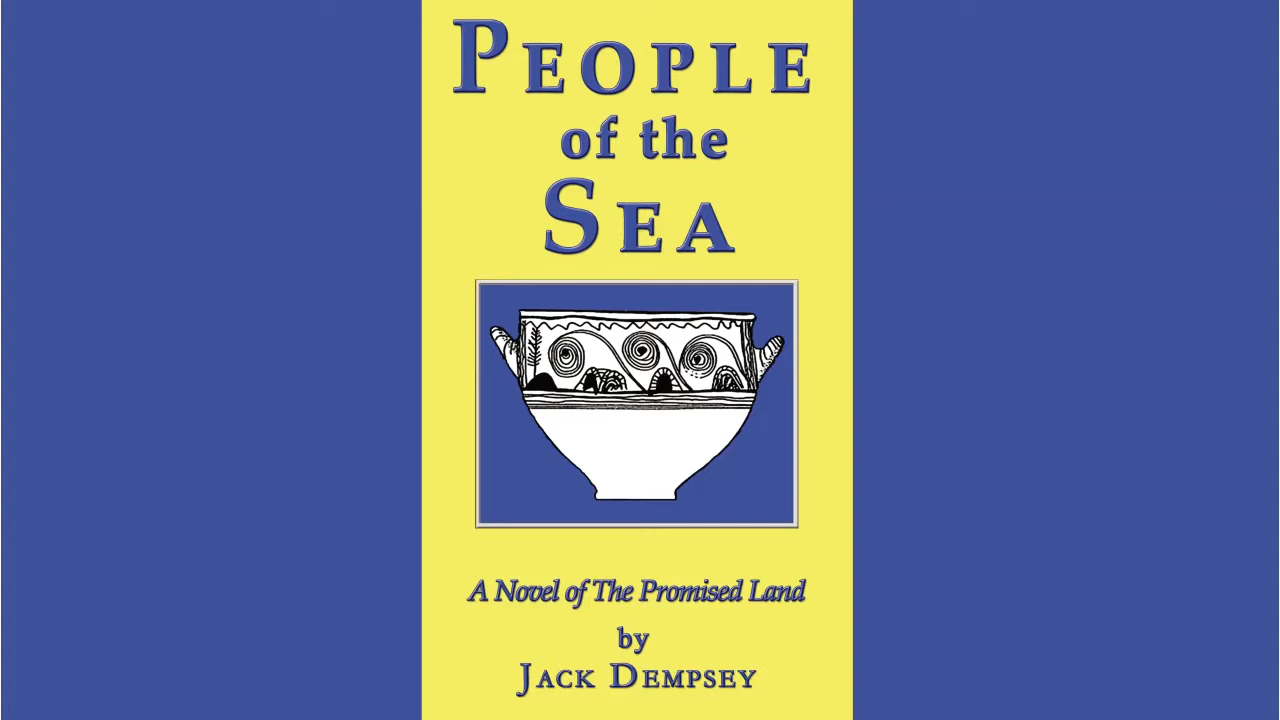 PEOPLE
of the
SEA
A Novel of The Promised Land
by
JACK DEMPSEY